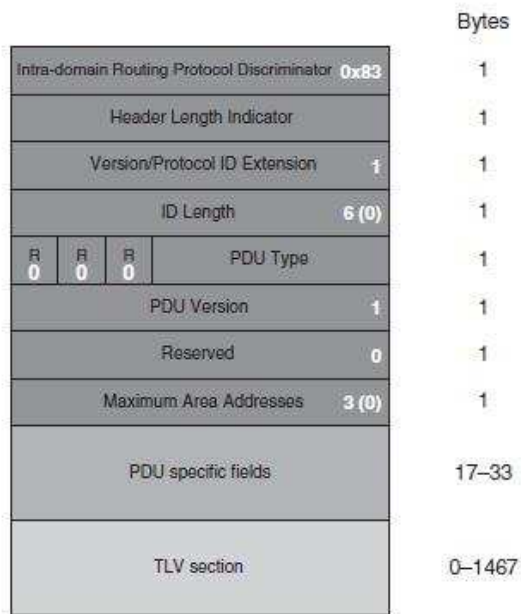 Bytes
Intra-domain Routing Protocol Discriminator 0x83 1
Header Length Indicator 1
Version/Protocol ID Extension 1 1
ID Length 6 (0) 1
R R R PDU Type 1
0 0 0
PDU Version 1 1
Reserved 0 1
Maximum Area Addresses 3 (0) 1
PDU specific fields 17–33
TLV section 0–1467